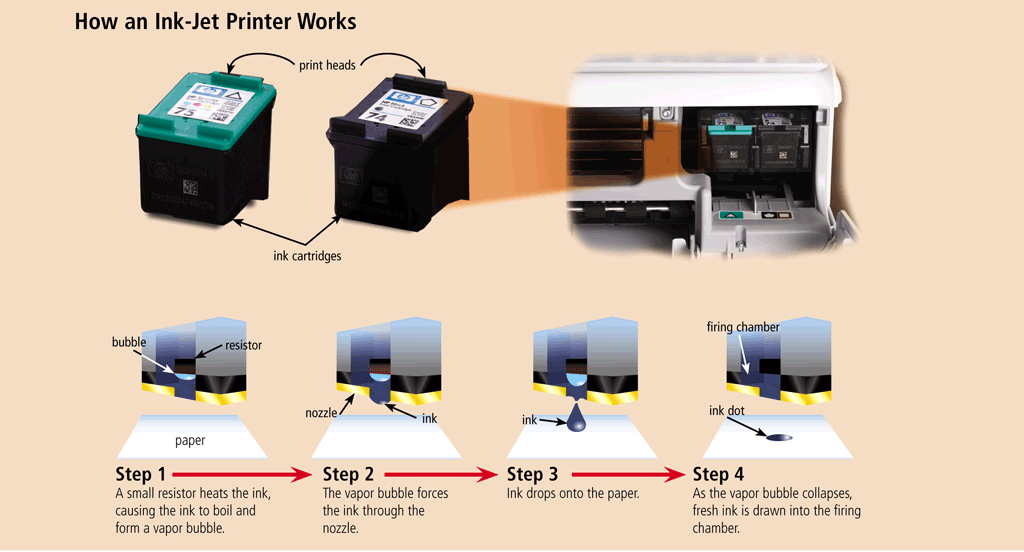 How an Ink-Jet Printer Works
print heads
75
74
ink cartridges
bubble
resistor
paper
nozzle
ink
ink
firing chamber
ink dot
Step 1
A small resistor heats the ink,
causing the ink to boil and
form a vapor bubble.
Step 2
The vapor bubble forces
the ink through the
nozzle.
Step 3
Ink drops onto the paper.
Step 4
As the vapor bubble collapses,
fresh ink is drawn into the firing
chamber.